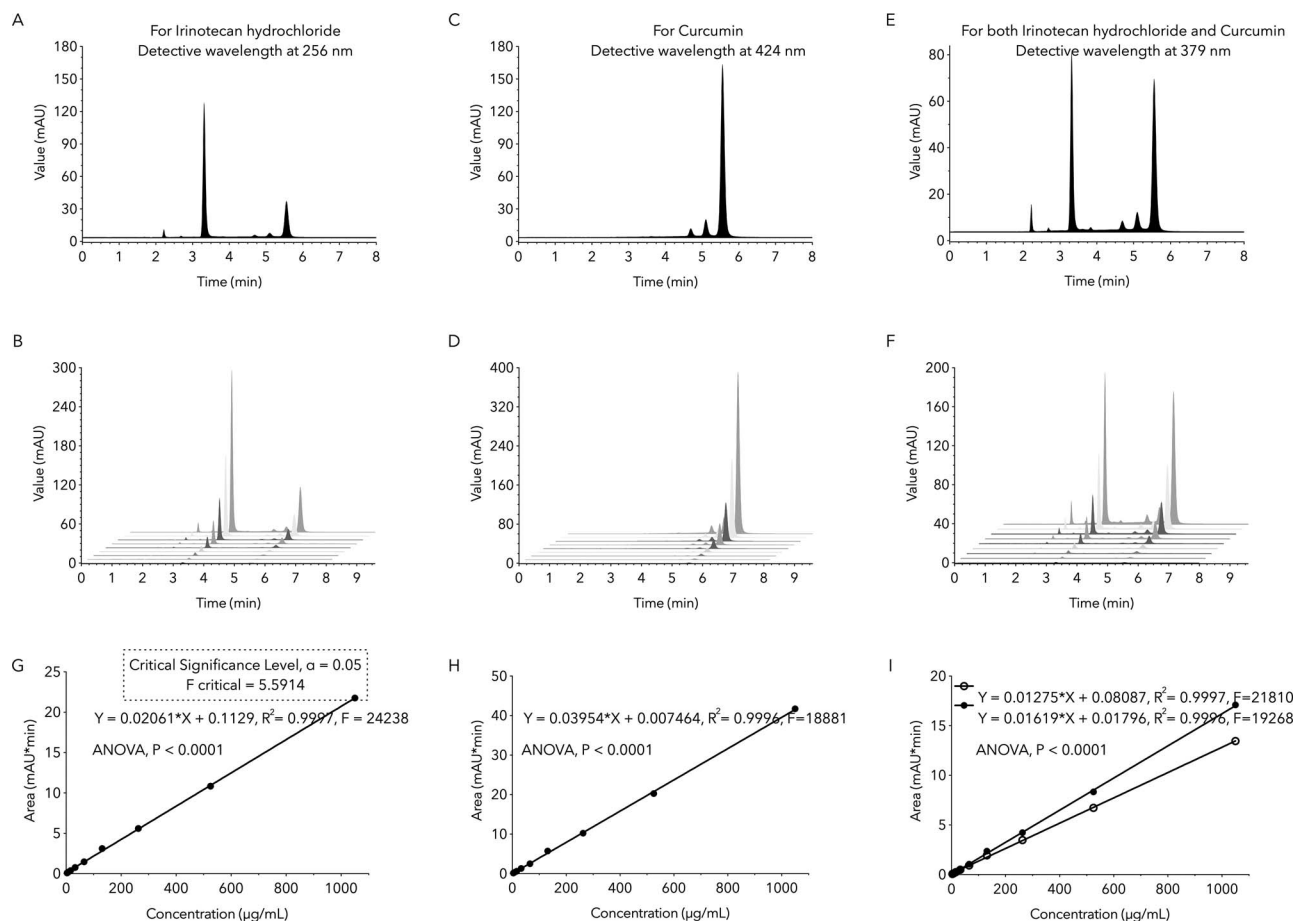 A
For Irinotecan hydrochloride
Detective wavelength at 256 nm
180
150
120
90
60
30
0
Value (mAU)
0 1 2 3 4 5 6 7 8
Time (min)
C
For Curcumin
Detective wavelength at 424 nm
180
150
120
90
60
30
0
Value (mAU)
0 1 2 3 4 5 6 7 8
Time (min)
E
For both Irinotecan hydrochloride and Curcumin
Detective wavelength at 379 nm
80
60
40
20
0
Value (mAU)
0 1 2 3 4 5 6 7 8
Time (min)
B
300
300
180
120
60
0
Value (mAU)
0 1 2 3 4 5 6 7 8 9
Time (min)
D
400
320
240
160
80
0
Value (mAU)
0 1 2 3 4 5 6 7 8 9
Time (min)
F
200
160
120
80
40
0
Value (mAU)
0 1 2 3 4 5 6 7 8 9
Time (min)
G
Critical Significance Level, α = 0.05
F critical = 5.5914
Y = 0.02061*X + 0.1129, R²= 0.9997, F = 24238
ANOVA, P < 0.0001
25
20
15
10
5
0
Area (mAU*min)
0 200 400 600 800 1000
Concentration (µg/mL)
H
Y = 0.03954*X + 0.007464, R²= 0.9996, F=18881
ANOVA, P < 0.0001
50
40
30
20
10
0
Area (mAU*min)
0 200 400 600 800 1000
Concentration (µg/mL)
I
Y = 0.01275*X + 0.08087, R²= 0.9997, F=21810
Y = 0.01619*X + 0.01796, R²= 0.9996, F=19268
ANOVA, P < 0.0001
20
15
10
5
0
Area (mAU*min)
0 200 400 600 800 1000
Concentration (µg/mL)